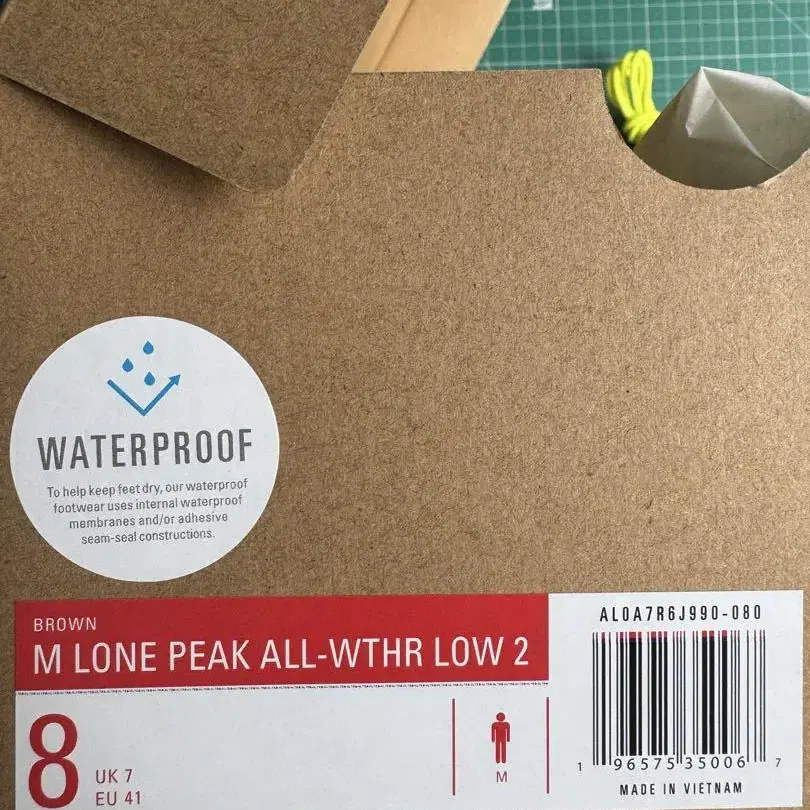 WATERPROOF
To help keep feet dry, our waterproof
footwear uses internal waterproof
membranes and/or adhesive
seam-seal constructions.
BROWN
M LONE PEAK ALL-WTHR LOW 2
8
UK 7
EU 41
M
AL0A7R6J990-080
1 96575 35006 7
MADE IN VIETNAM